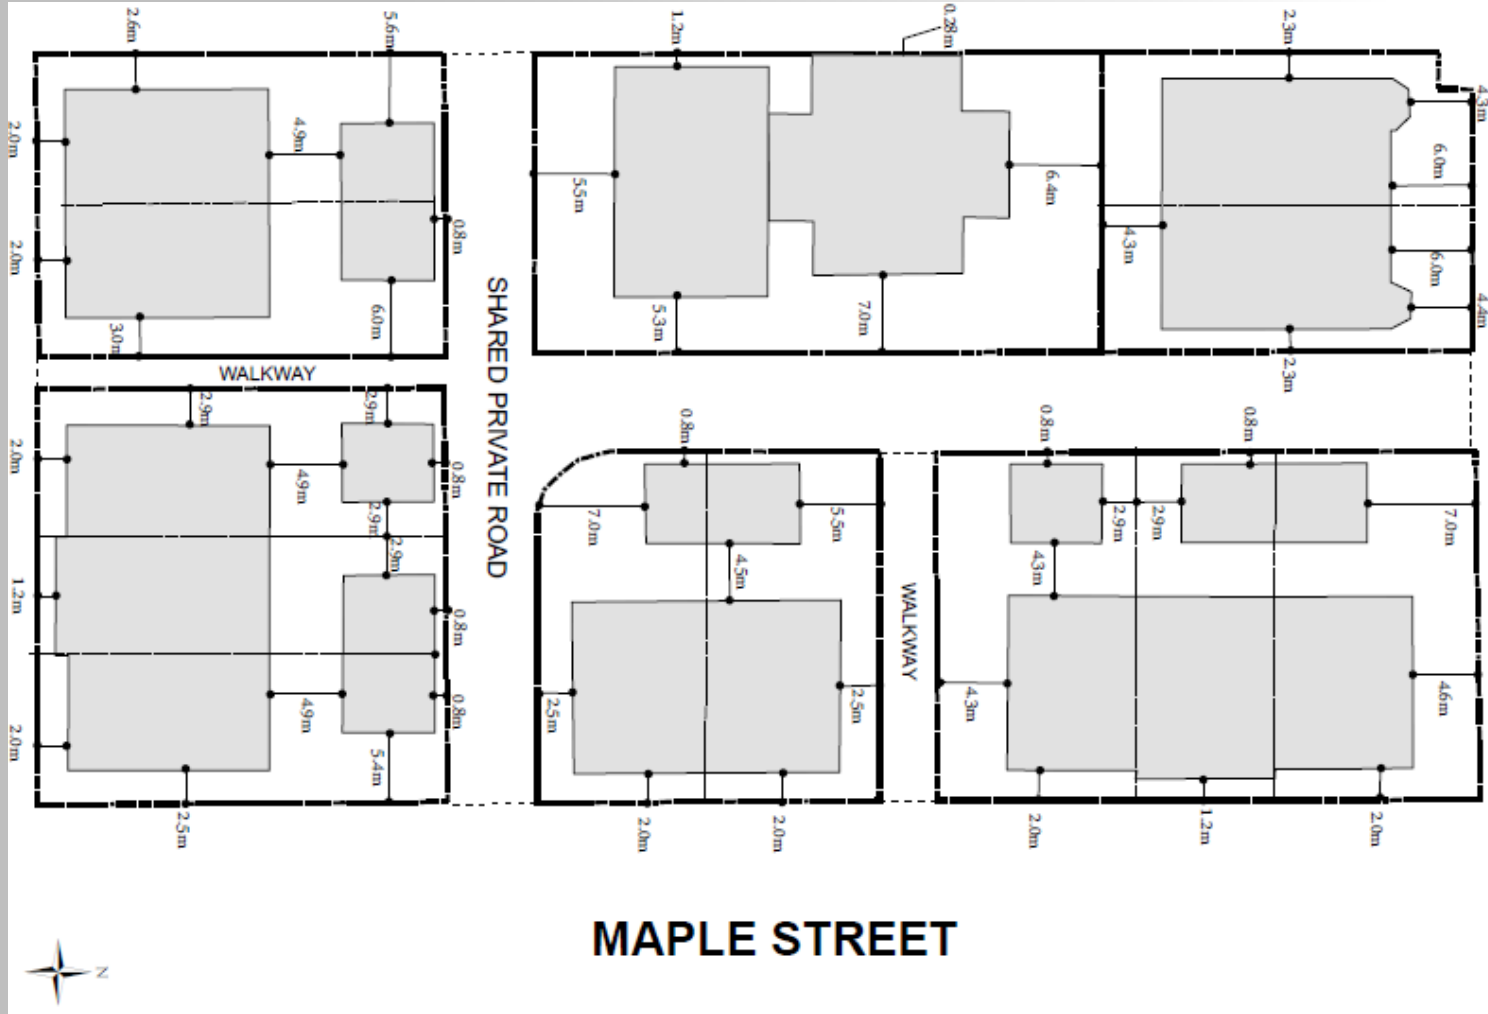 2.6m
5.6m
1.2m
0.28m
2.3m
4.3m
2.0m
4.9m
6.0m
5.5m
6.4m
2.0m
0.8m
4.3m
6.0m
3.0m
6.0m
5.3m
7.0m
4.4m
SHARED PRIVATE ROAD
WALKWAY
2.3m
2.9m
2.9m
0.8m
0.8m
0.8m
2.0m
4.9m
0.8m
2.9m
2.9m
7.0m
5.5m
2.9m
2.9m
7.0m
4.5m
4.3m
1.2m
0.8m
WALKWAY
2.0m
4.9m
0.8m
2.5m
2.5m
4.3m
4.6m
5.4m
2.5m
2.0m
2.0m
2.0m
1.2m
2.0m
MAPLE STREET
N